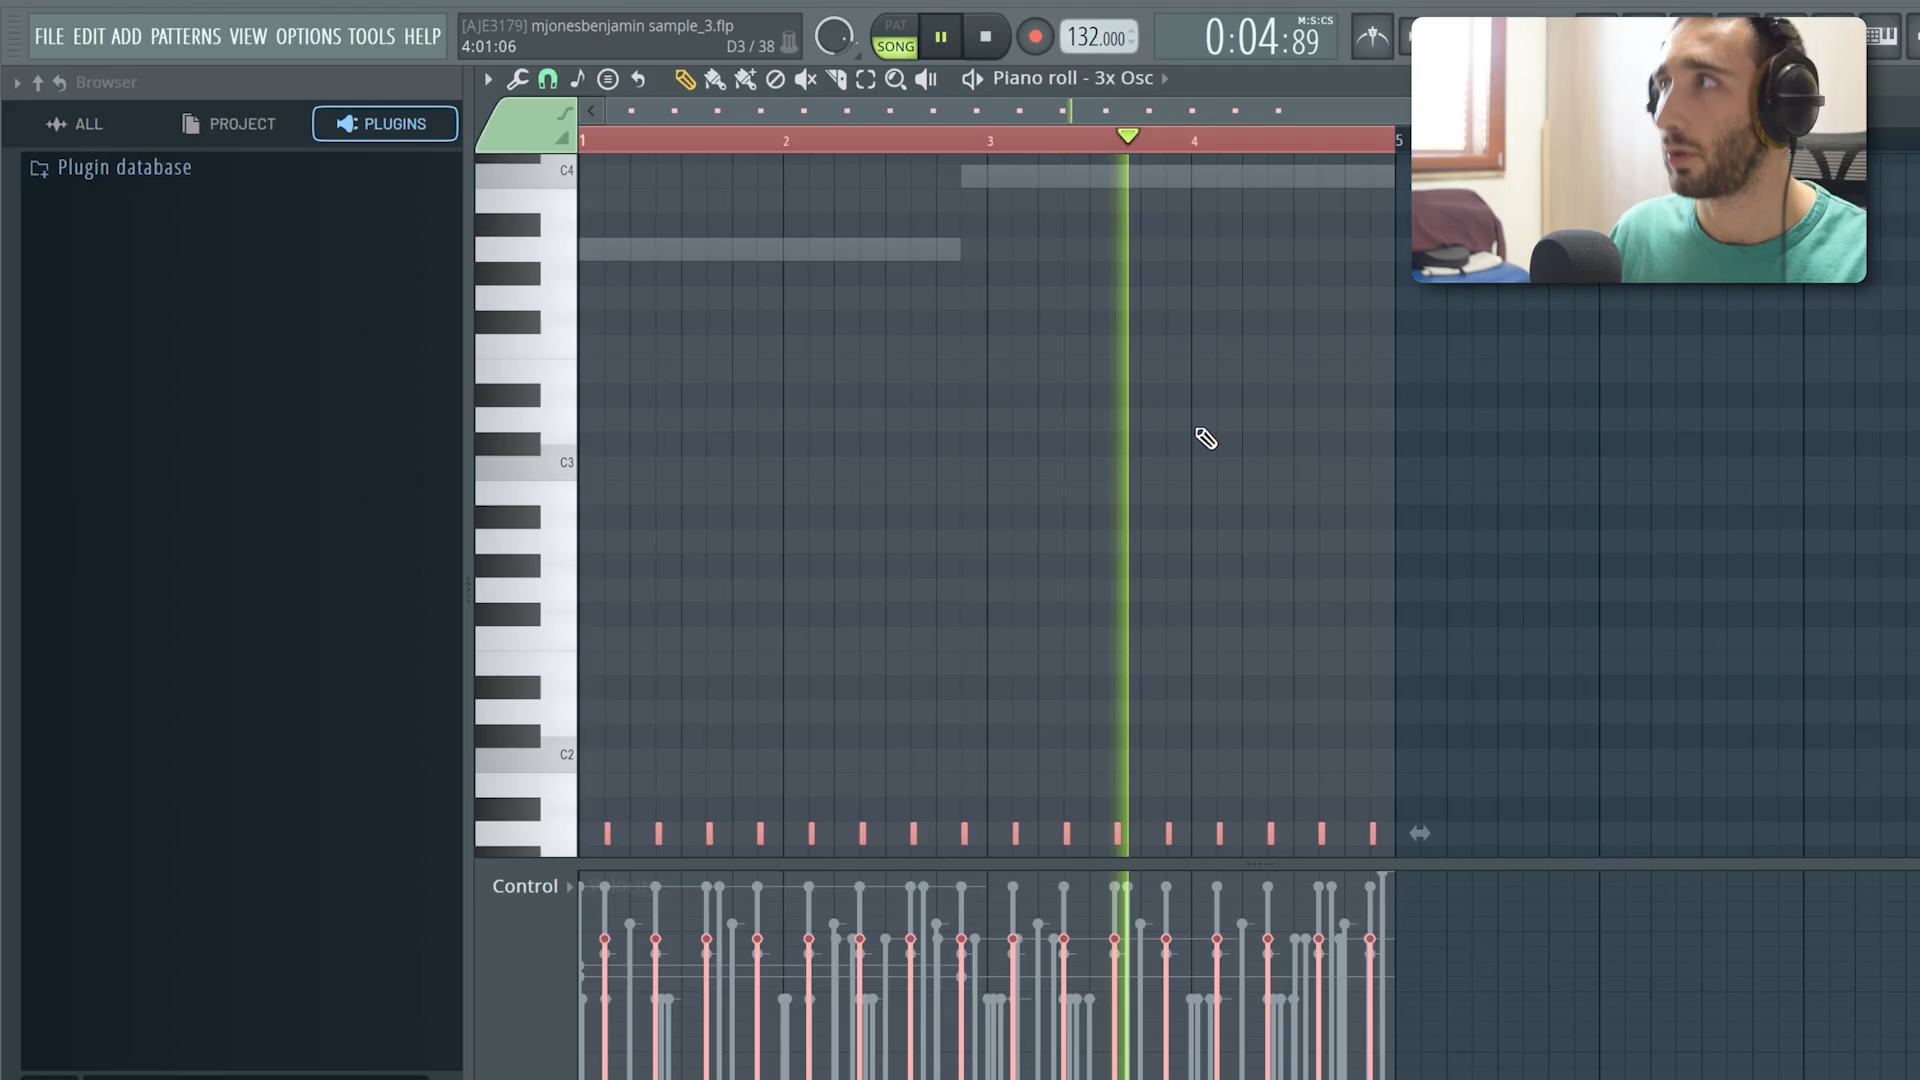 FILE EDIT ADD PATTERNS VIEW OPTIONS TOOLS HELP
[AJE3179] mjonesbenjamin sample_3.flp
4:01:06 D3 / 38
PAT
SONG
132.000
0:04:89
M:S:CS
Browser
Piano roll - 3x Osc
ALL
PROJECT
PLUGINS
Plugin database
1 2 3 4 5
C4
C3
C2
Control